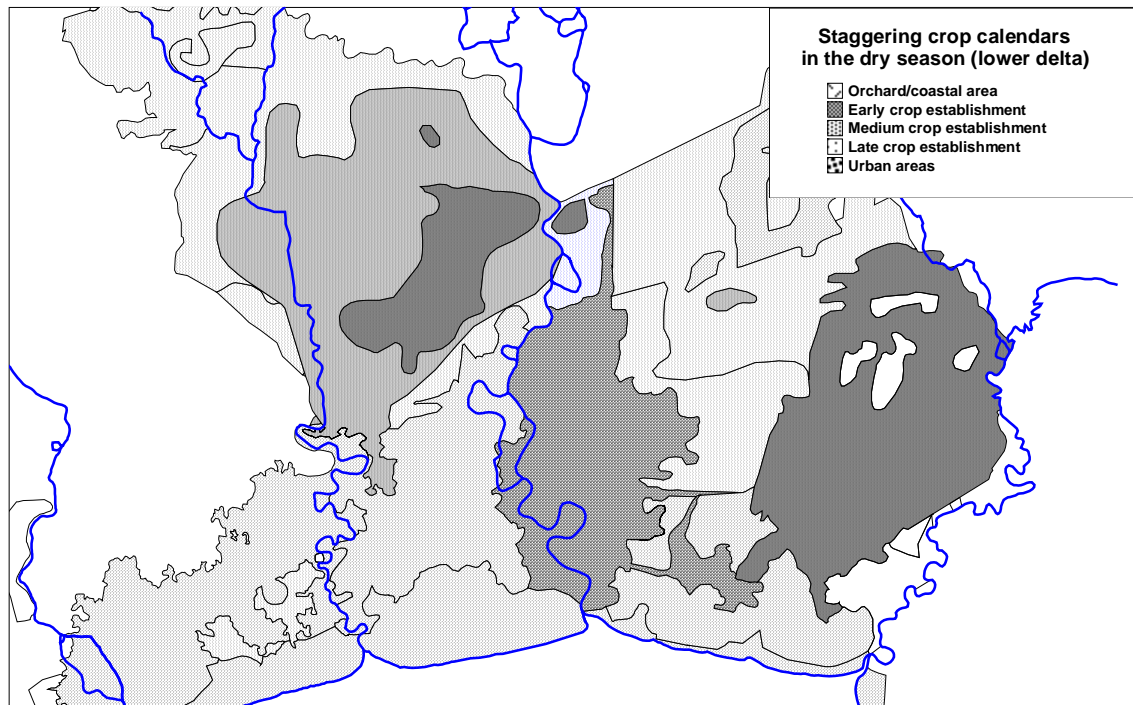 Staggering crop calendars
in the dry season (lower delta)
Orchard/coastal area
Early crop establishment
Medium crop establishment
Late crop establishment
Urban areas